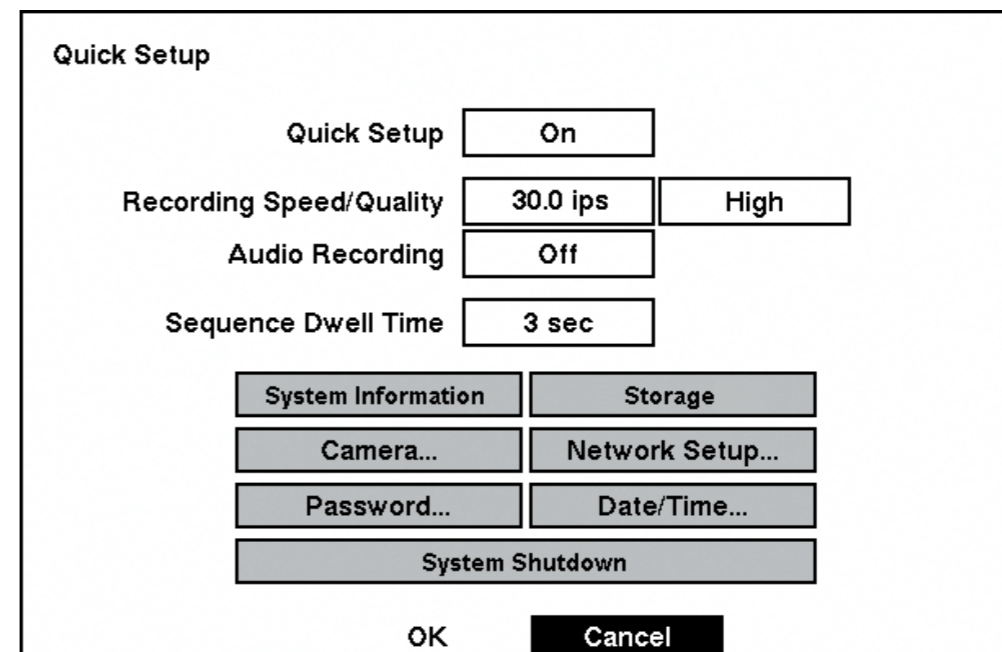 Quick Setup
Quick Setup On
Recording Speed/Quality 30.0 ips High
Audio Recording Off
Sequence Dwell Time 3 sec
System Information Storage
Camera... Network Setup...
Password... Date/Time...
System Shutdown
OK Cancel